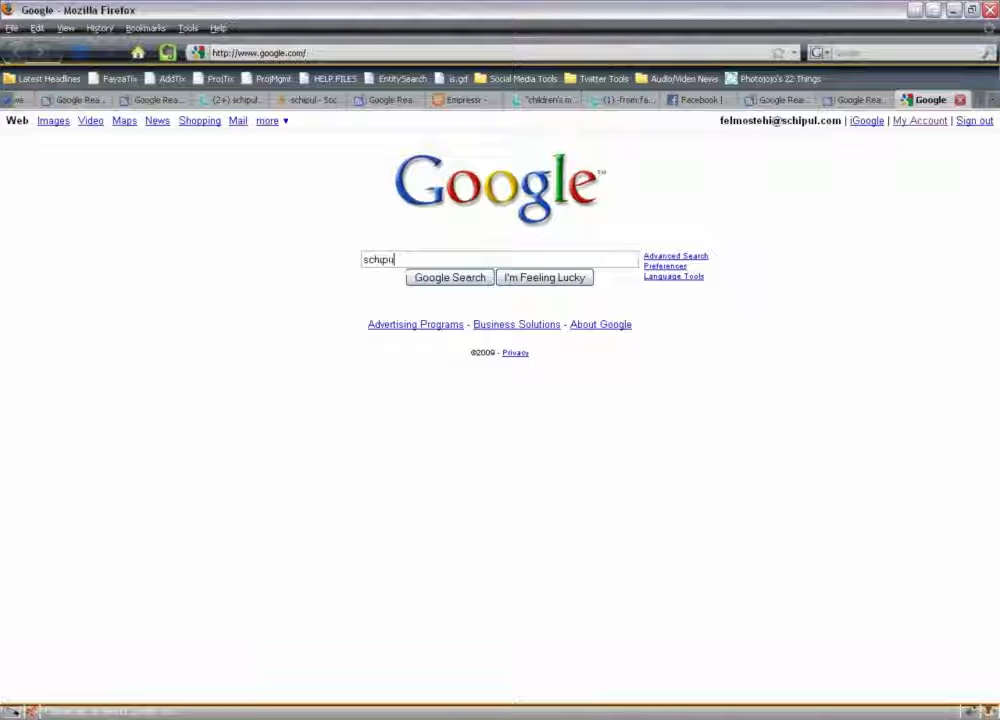 Google - Mozilla Firefox
File Edit View History Bookmarks Tools Help
http://www.google.com/
Latest Headlines PayzaTix AddTix ProjTix ProjMgmt HELP FILES EntitySearch is.gd Social Media Tools Twitter Tools Audio/Video News Photojojo's 22 Things
Google Rea... Google Rea... (2+) schipul... schipul - Soc Google Rea... Empressr - "children's m... (1) -from:fa... Facebook | Google Rea... Google Rea... Google
Web Images Video Maps News Shopping Mail more ▼ felmostehi@schipul.com | iGoogle | My Account | Sign out
Google™
schipu
Advanced Search
Preferences
Language Tools
Google Search I'm Feeling Lucky
Advertising Programs - Business Solutions - About Google
©2009 - Privacy